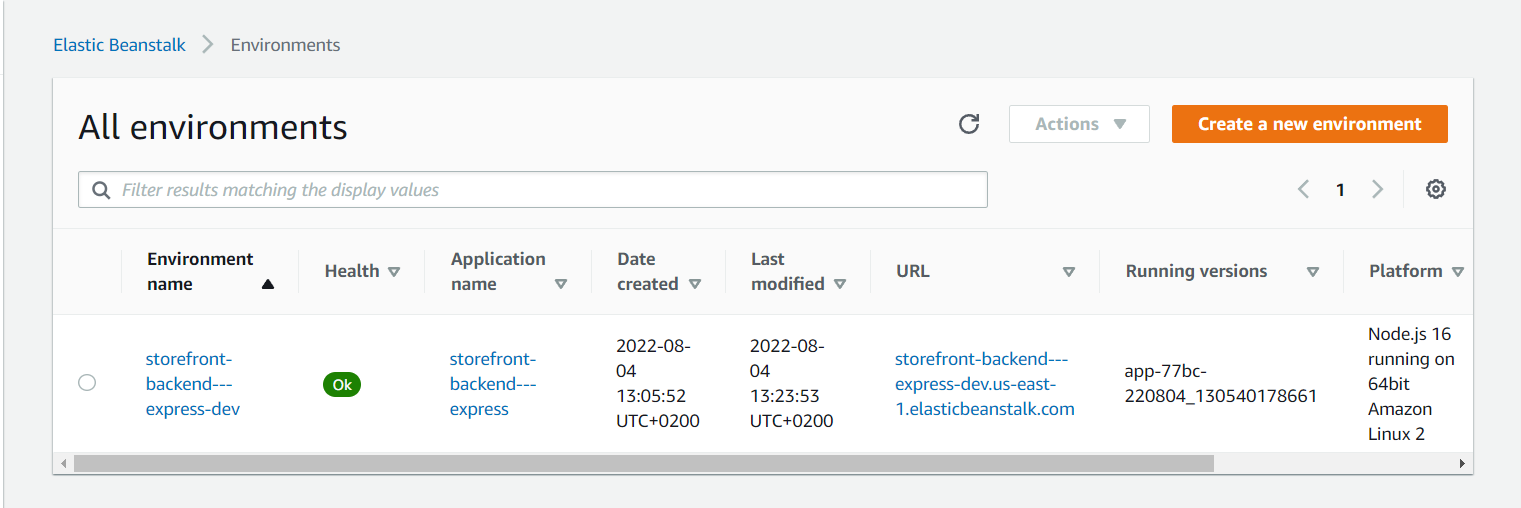 Elastic Beanstalk > Environments
All environments
Actions
Create a new environment
Filter results matching the display values
1
Environment
name
Health
Application
name
Date
created
Last
modified
URL
Running versions
Platform
storefront-
backend---
express-dev
Ok
storefront-
backend---
express
2022-08-
04
13:05:52
UTC+0200
2022-08-
04
13:23:53
UTC+0200
storefront-backend---
express-dev.us-east-
1.elasticbeanstalk.com
app-77bc-
220804_130540178661
Node.js 16
running on
64bit
Amazon
Linux 2